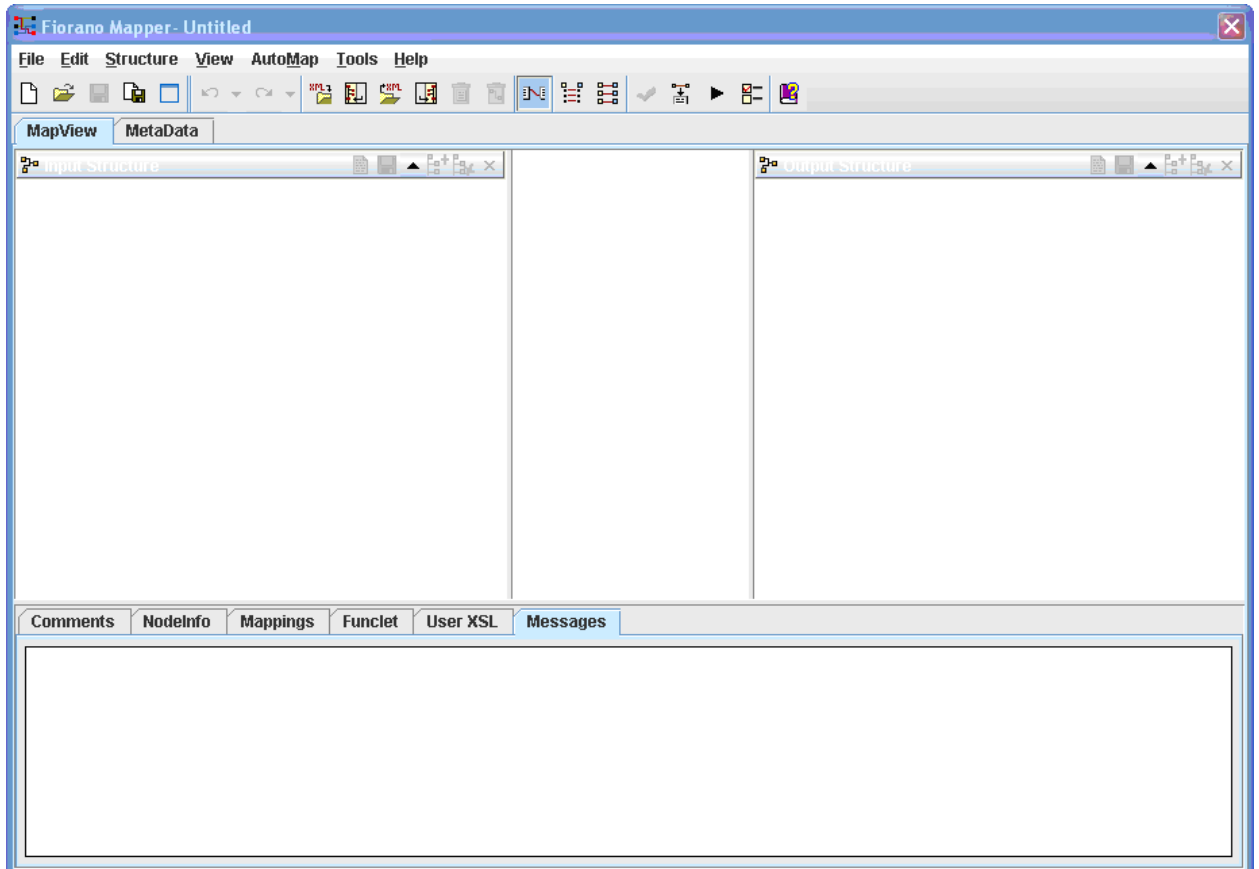 Fiorano Mapper- Untitled
File Edit Structure View AutoMap Tools Help
MapView MetaData
Input Structure Output Structure
Comments NodeInfo Mappings Funclet User XSL Messages